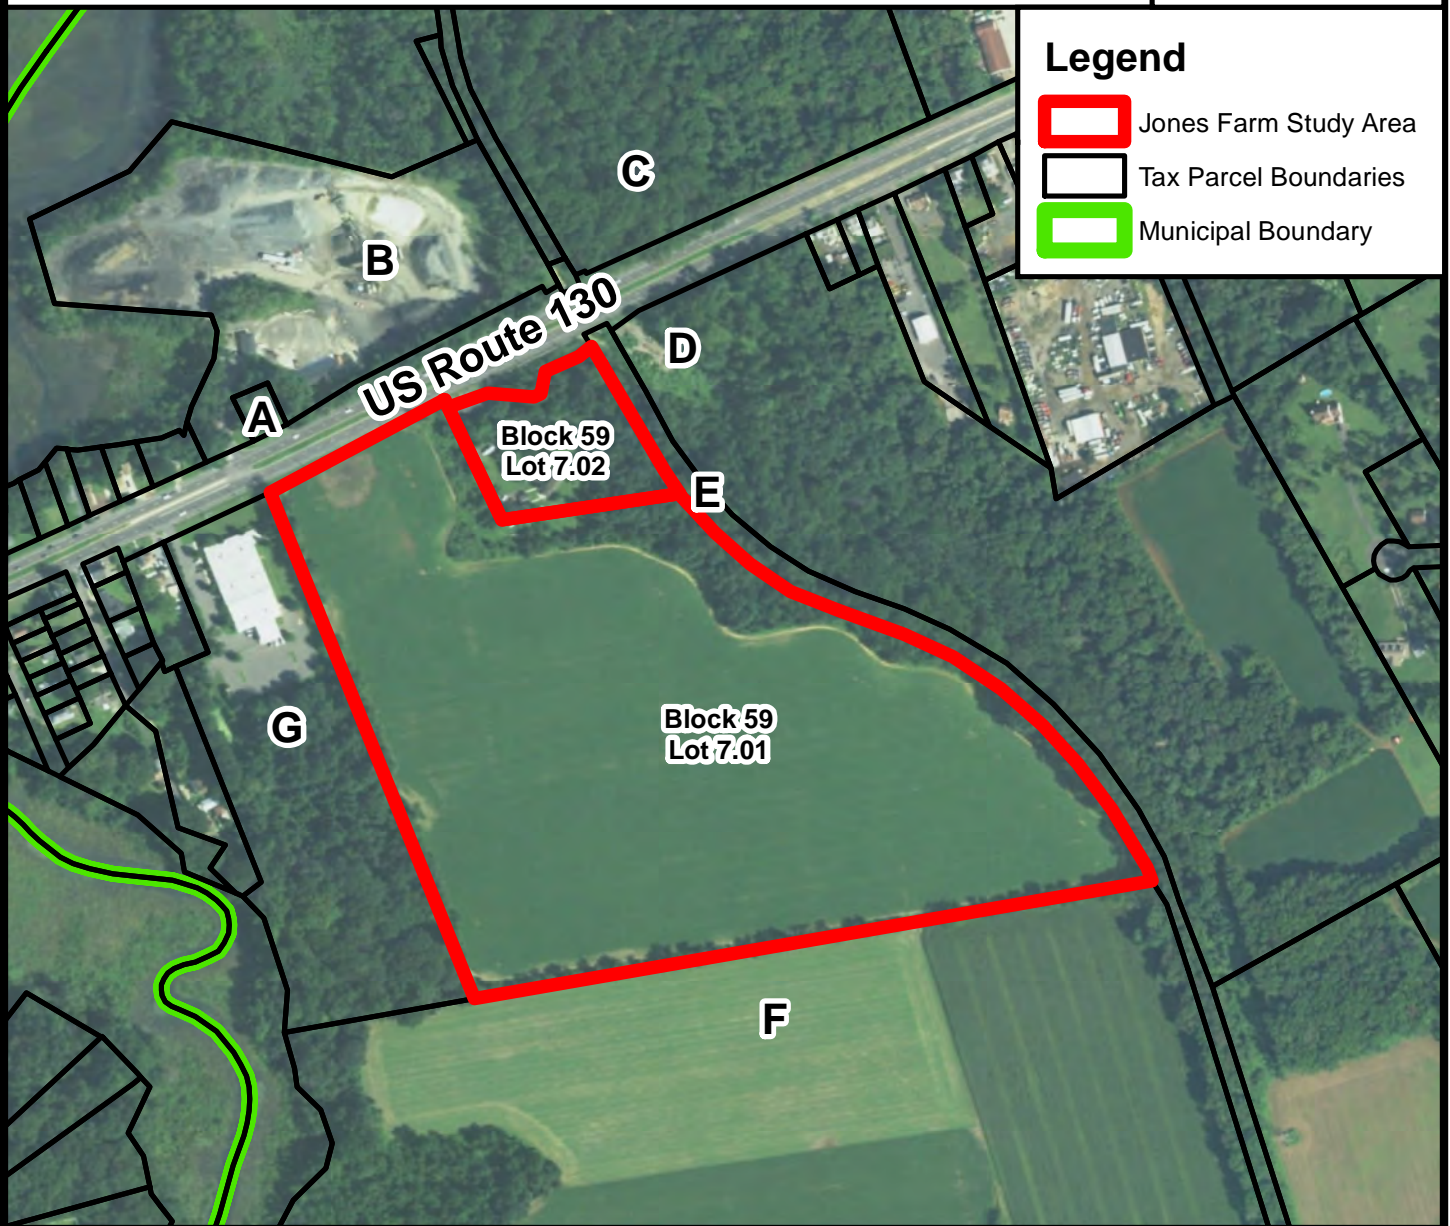 Legend
Jones Farm Study Area
Tax Parcel Boundaries
Municipal Boundary
C
B
US Route 130
D
A
Block 59
Lot 7.02
E
Block 59
Lot 7.01
G
F